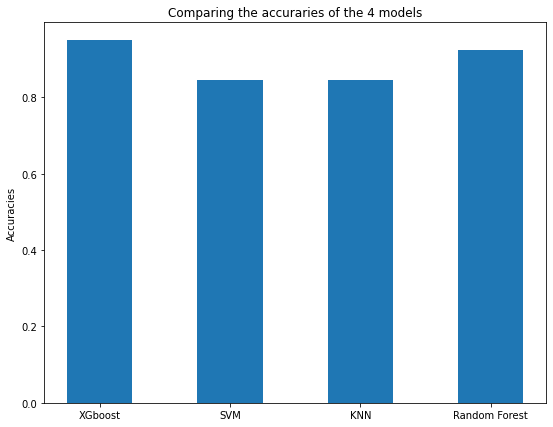 Comparing the accuraries of the 4 models
Accuracies
0.8
0.6
0.4
0.2
0.0
XGboost
SVM
KNN
Random Forest